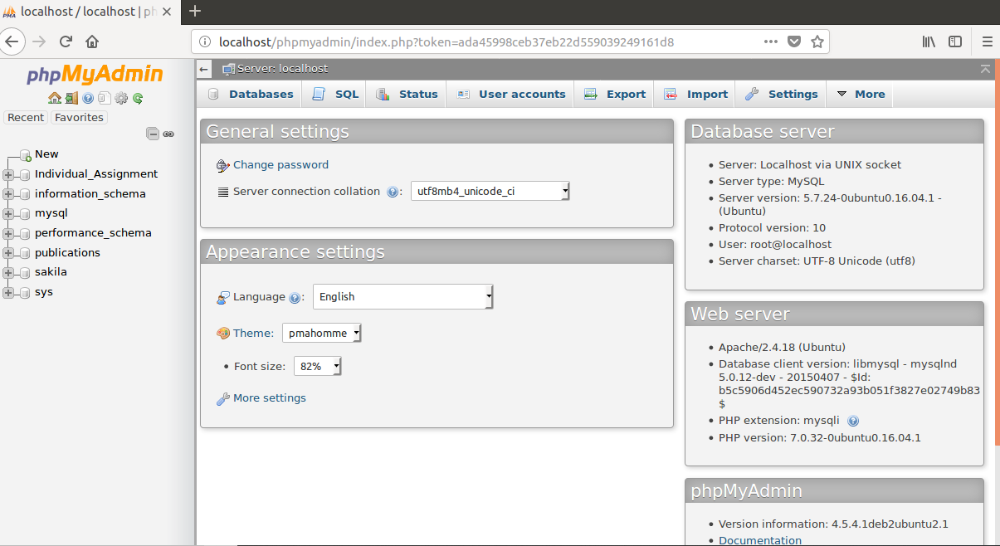 localhost / localhost | ph
localhost/phpmyadmin/index.php?token=ada45998ceb37eb22d559039249161d8
phpMyAdmin
Recent
Favorites
New
Individual_Assignment
information_schema
mysql
performance_schema
publications
sakila
sys
Server: localhost
Databases
SQL
Status
User accounts
Export
Import
Settings
More
General settings
Change password
Server connection collation :
utf8mb4_unicode_ci
Appearance settings
Language :
English
Theme:
pmahomme
Font size:
82%
More settings
Database server
Server: Localhost via UNIX socket
Server type: MySQL
Server version: 5.7.24-0ubuntu0.16.04.1 -
(Ubuntu)
Protocol version: 10
User: root@localhost
Server charset: UTF-8 Unicode (utf8)
Web server
Apache/2.4.18 (Ubuntu)
Database client version: libmysql - mysqlnd
5.0.12-dev - 20150407 - $Id:
b5c5906d452ec590732a93b051f3827e02749b83
$
PHP extension: mysqli
PHP version: 7.0.32-0ubuntu0.16.04.1
phpMyAdmin
Version information: 4.5.4.1deb2ubuntu2.1
Documentation